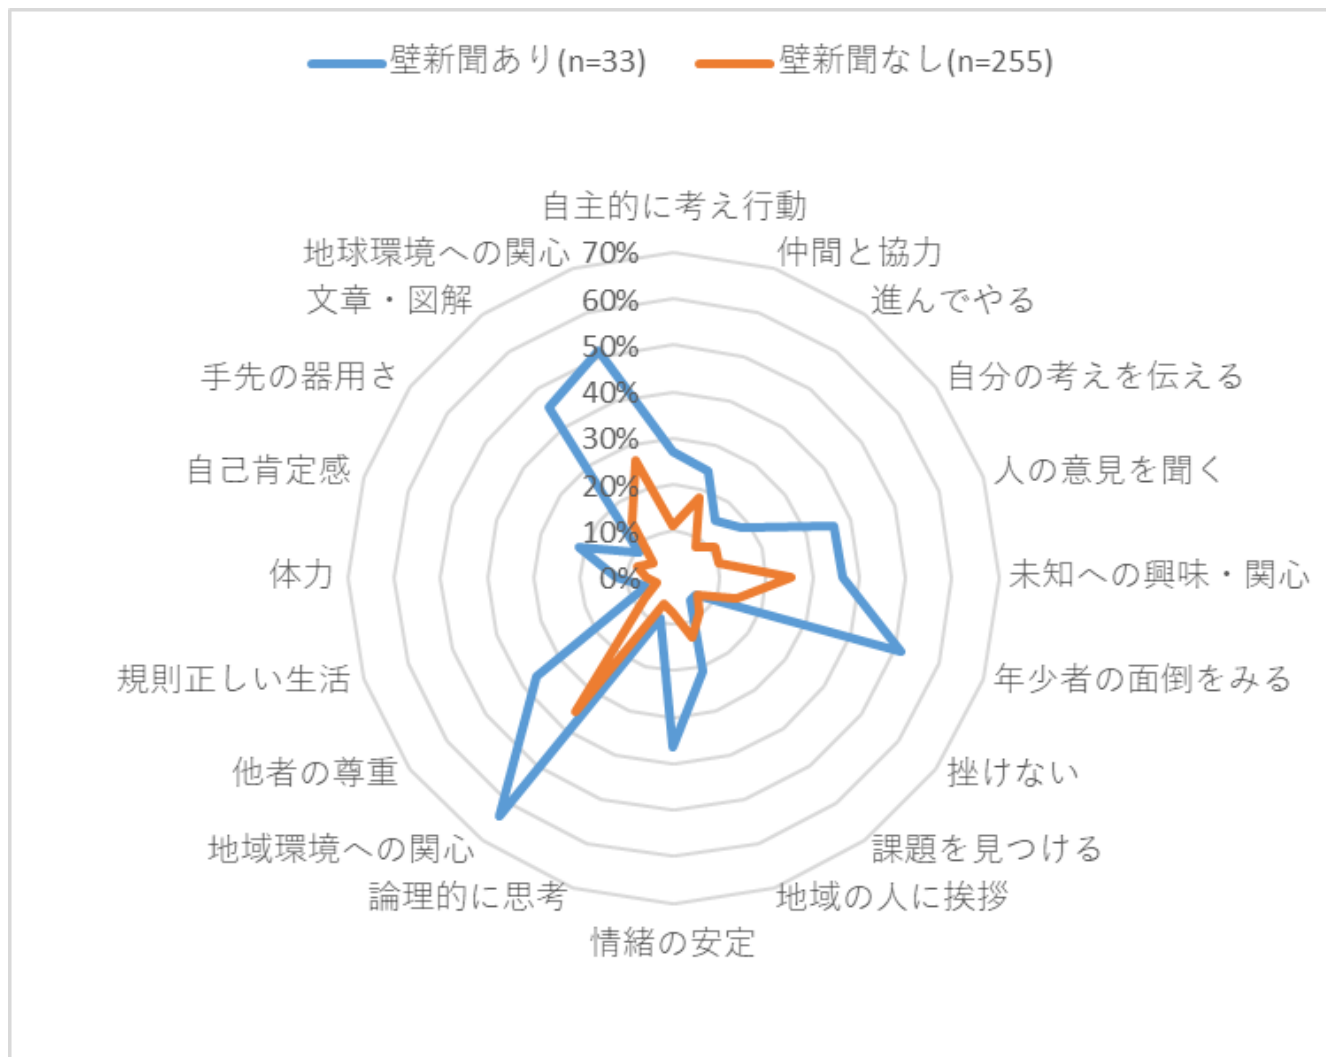 壁新聞あり(n=33)
壁新聞なし(n=255)
自主的に考え行動
仲間と協力
進んでやる
自分の考えを伝える
人の意見を聞く
未知への興味・関心
年少者の面倒をみる
挫けない
課題を見つける
地域の人に挨拶
情緒の安定
論理的に思考
地域環境への関心
他者の尊重
規則正しい生活
体力
自己肯定感
手先の器用さ
文章・図解
地球環境への関心
70%
60%
50%
40%
30%
20%
10%
0%